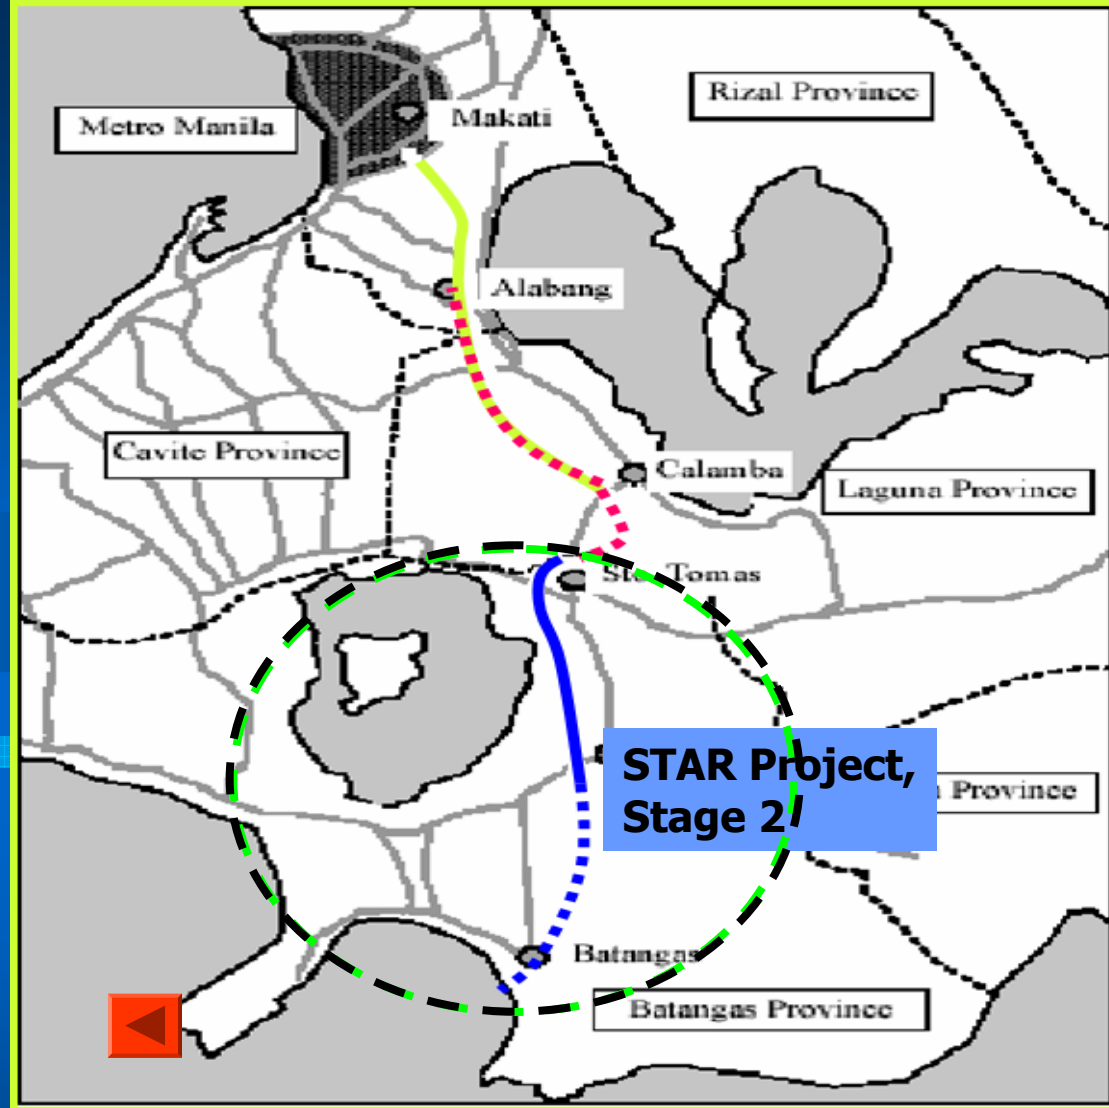 Rizal Province
Metro Manila
Makati
Alabang
Cavite Province
Calamba
Laguna Province
Sto. Tomas
STAR Project,
Stage 2
Province
Batangas
Batangas Province